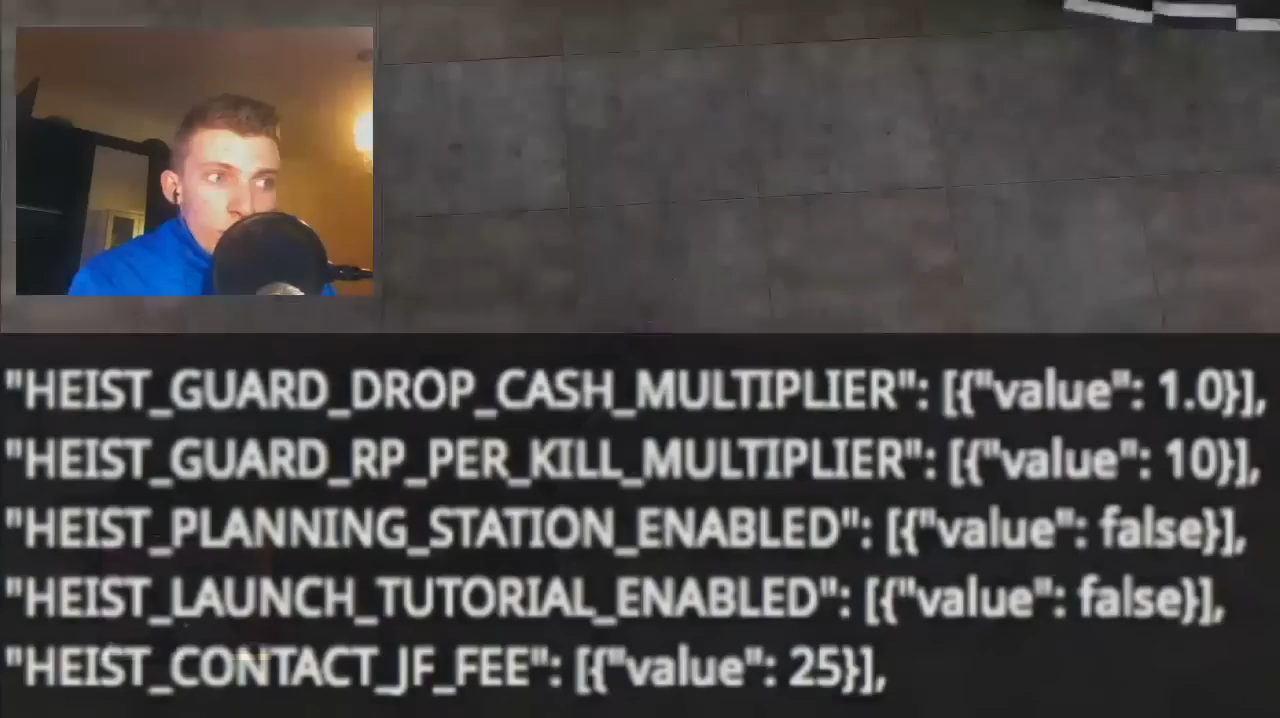 "HEIST_GUARD_DROP_CASH_MULTIPLIER": [{"value": 1.0}],
"HEIST_GUARD_RP_PER_KILL_MULTIPLIER": [{"value": 10}],
"HEIST_PLANNING_STATION_ENABLED": [{"value": false}],
"HEIST_LAUNCH_TUTORIAL_ENABLED": [{"value": false}],
"HEIST_CONTACT_JF_FEE": [{"value": 25}],